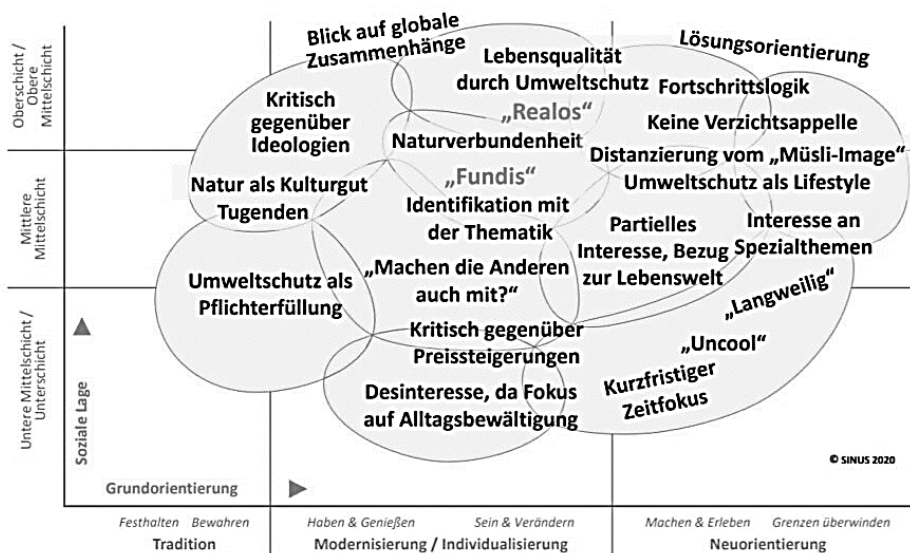 Oberschicht / Obere Mittelschicht
Mittlere Mittelschicht
Untere Mittelschicht / Unterschicht
Soziale Lage
Blick auf globale
Zusammenhänge
Kritisch
gegenüber
Ideologien
Natur als Kulturgut
Tugenden
Umweltschutz als
Pflichterfüllung
Lebensqualität
durch Umweltschutz
„Realos“
Naturverbundenheit
„Fundis“
Identifikation mit
der Thematik
„Machen die Anderen
auch mit?“
Kritisch gegenüber
Preissteigerungen
Desinteresse, da Fokus
auf Alltagsbewältigung
Lösungsorientierung
Fortschrittslogik
Keine Verzichtsappelle
Distanzierung vom „Müsli-Image“
Umweltschutz als Lifestyle
Partielles
Interesse, Bezug
zur Lebenswelt
Interesse an
Spezialthemen
„Langweilig“
„Uncool“
Kurzfristiger
Zeitfokus
© SINUS 2020
Grundorientierung
Festhalten Bewahren
Tradition
Haben & Genießen Sein & Verändern
Modernisierung / Individualisierung
Machen & Erleben Grenzen überwinden
Neuorientierung